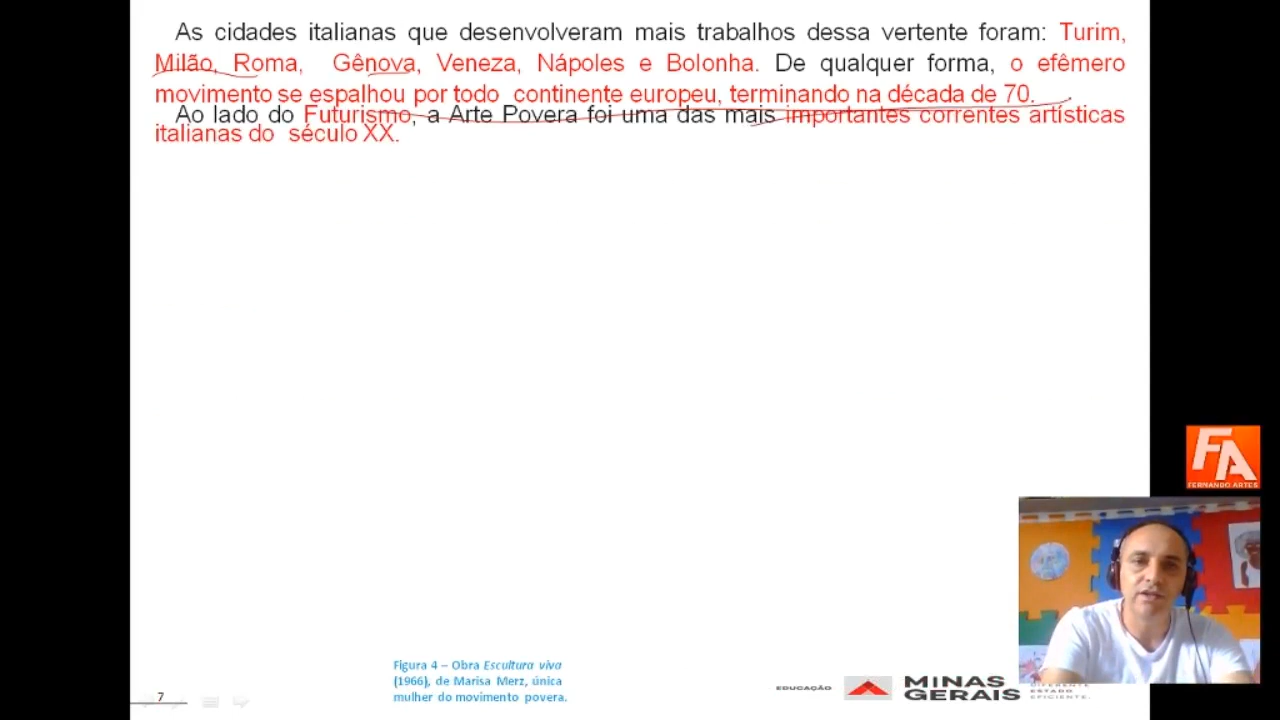 As cidades italianas que desenvolveram mais trabalhos dessa vertente foram: Turim,
Milão, Roma, Gênova, Veneza, Nápoles e Bolonha. De qualquer forma, o efêmero
movimento se espalhou por todo continente europeu, terminando na década de 70.
Ao lado do Futurismo, a Arte Povera foi uma das mais importantes correntes artísticas
italianas do século XX.
FA
FERNANDO ARTES
Figura 4 – Obra Escultura viva
(1966), de Marisa Merz, única
mulher do movimento povera.
7
EDUCAÇÃO
MINAS
GERAIS
DIFERENTE.
ESTADO
EFICIENTE.